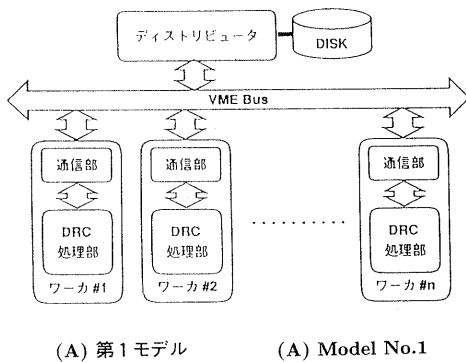 ディストリビュータ
DISK
VME Bus
通信部 通信部 通信部
DRC DRC DRC
処理部 処理部 処理部
ワーカ #1 ワーカ #2 ワーカ #n
(A) 第1モデル (A) Model No.1